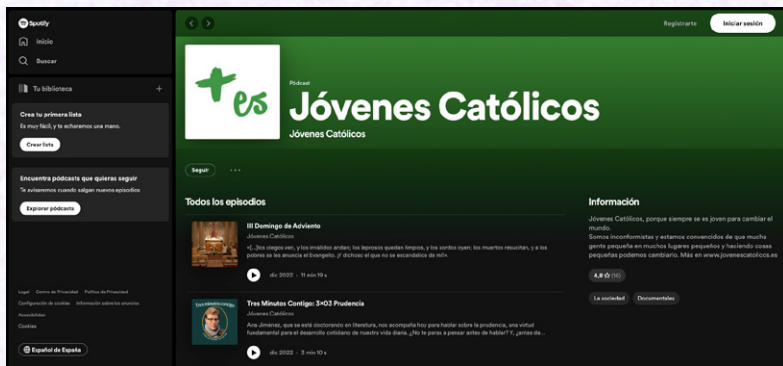 Spotify
Inicio
Buscar
Tu biblioteca
Crea tu primera lista
Es muy fácil, y te echaremos una mano.
Crear lista
Encuentra pódcasts que quieras seguir
Te avisaremos cuando salgan nuevos episodios
Explorar pódcasts
Legal Centro de Privacidad Política de Privacidad
Configuración de cookies Información sobre los anuncios
Accesibilidad
Cookies
Español de España
Registrarte
Iniciar sesión
+es
Pódcast
Jóvenes Católicos
Jóvenes Católicos
Seguir
Todos los episodios
III Domingo de Adviento
Jóvenes Católicos
«[…]los ciegos ven, y los inválidos andan; los leprosos quedan limpios, y los sordos oyen; los muertos resucitan, y a los
pobres se les anuncia el Evangelio. ¡Y dichoso el que no se escandalice de mí!».
dic 2022 · 11 min 19 s
Tres minutos contigo
Tres Minutos Contigo: 3×03 Prudencia
Jóvenes Católicos
Ana Jiménez, que se está doctorando en literatura, nos acompaña hoy para hablar sobre la prudencia, una virtud
fundamental para el desarrollo cotidiano de nuestra vida diaria. ¿No te paras a pensar antes de hablar? Y, ¿antes de...
dic 2022 · 3 min 10 s
Información
Jóvenes Católicos, porque siempre se es joven para cambiar el
mundo.
Somos inconformistas y estamos convencidos de que mucha
gente pequeña en muchos lugares pequeños y haciendo cosas
pequeñas podemos cambiarlo. Más en www.jovenescatolicos.es
4,8 (16)
La sociedad
Documentales